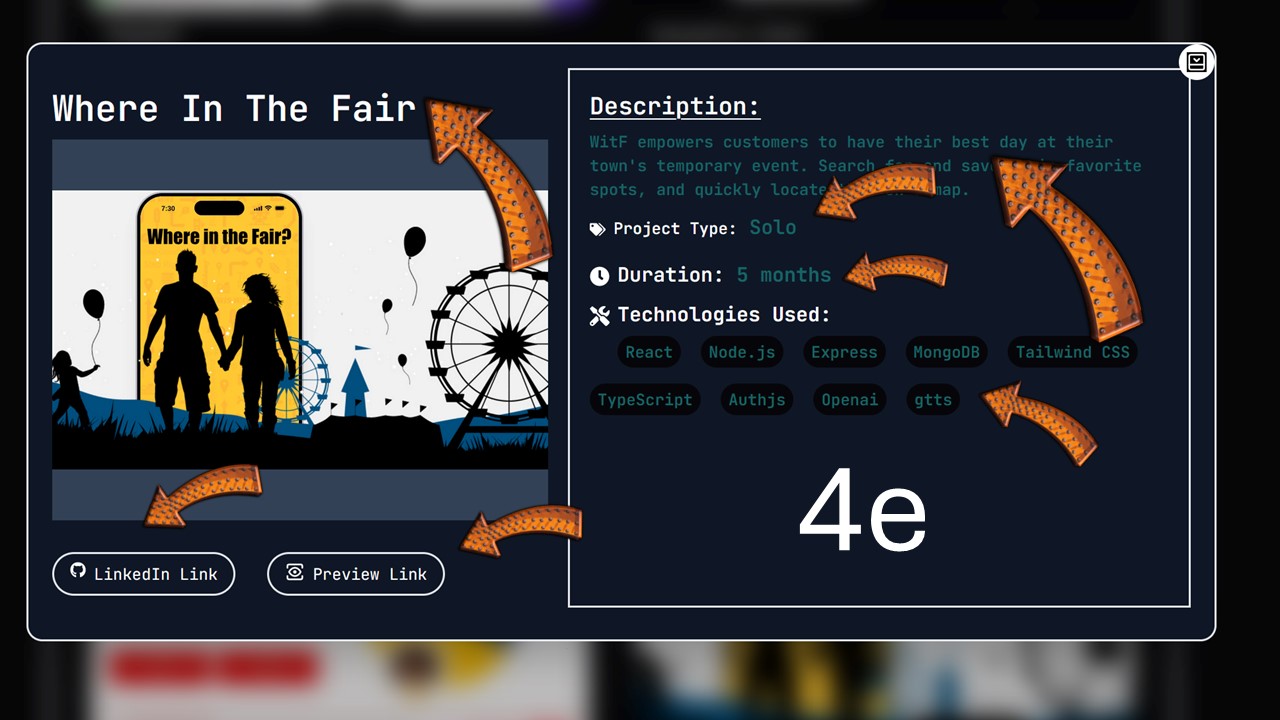 Where In The Fair
7:30
Where in the Fair?
LinkedIn Link
Preview Link
Description:
WitF empowers customers to have their best day at their
town's temporary event. Search and favorite
spots, and quickly locate map.
Project Type: Solo
Duration: 5 months
Technologies Used:
React Node.js Express MongoDB Tailwind CSS
TypeScript Authjs Openai gtts
4e